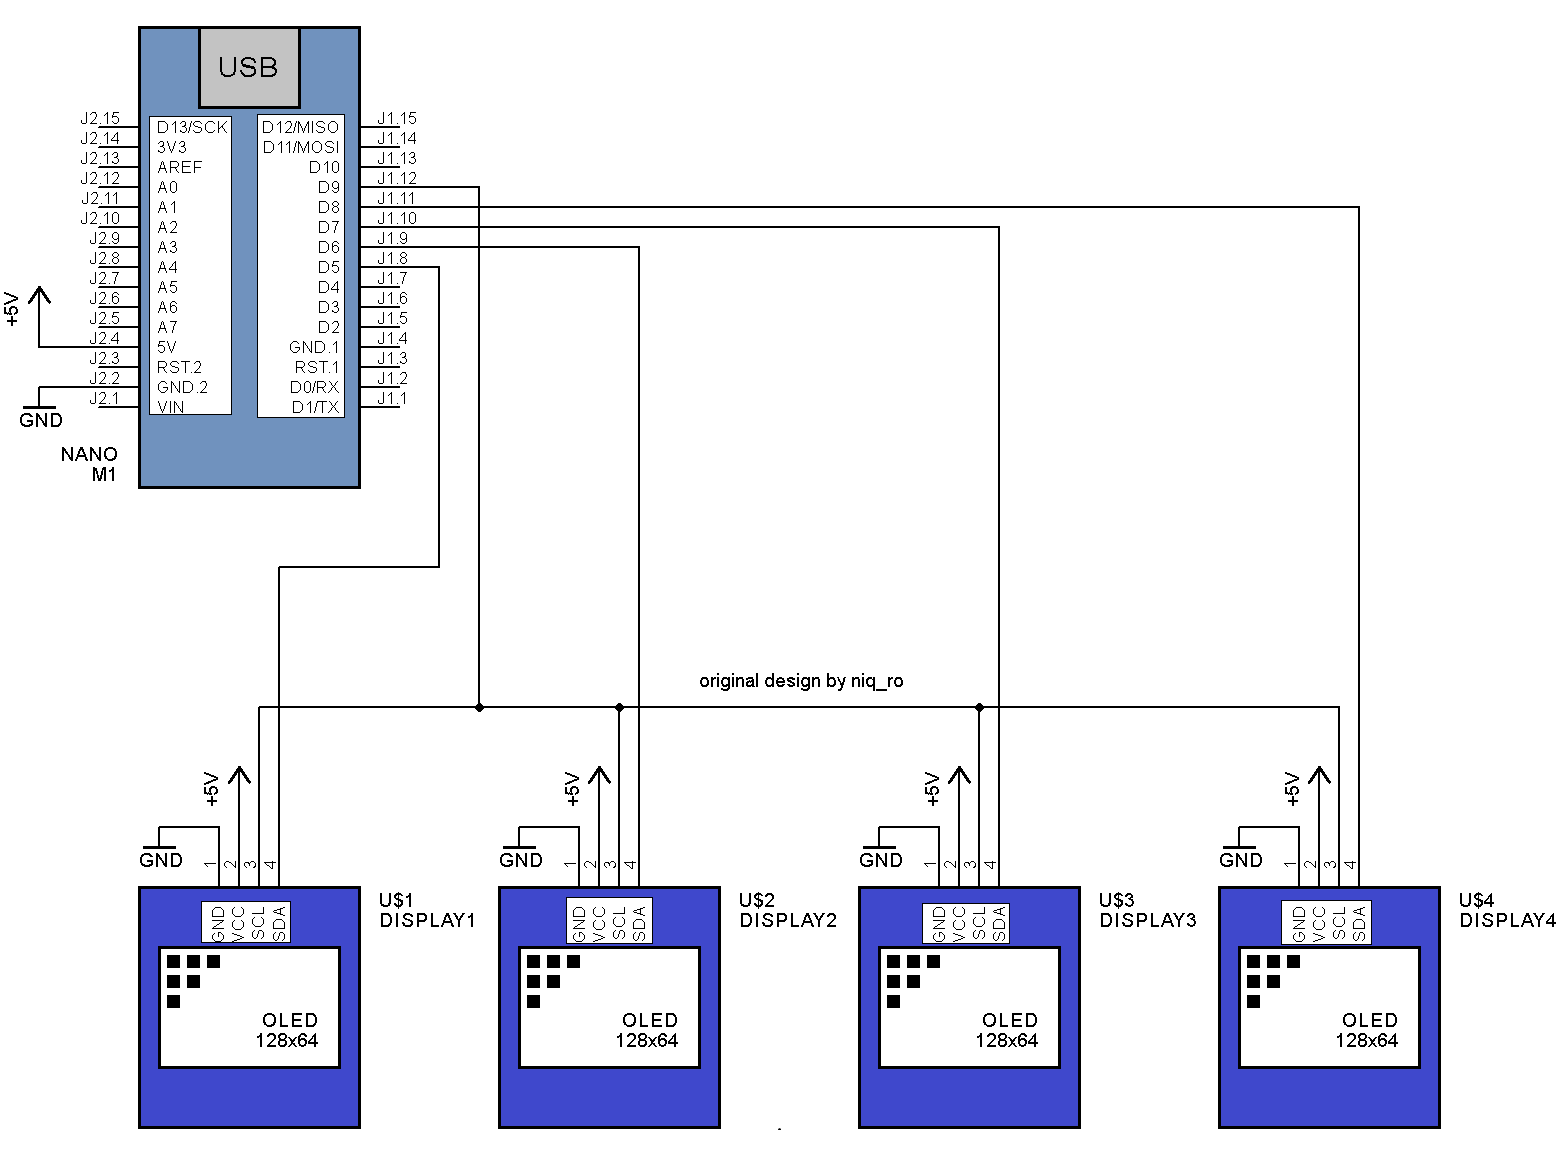 USB
J2.15 D13/SCK D12/MISO J1.15
J2.14 3V3 D11/MOSI J1.14
J2.13 AREF D10 J1.13
J2.12 A0 D9 J1.12
J2.11 A1 D8 J1.11
J2.10 A2 D7 J1.10
J2.9 A3 D6 J1.9
J2.8 A4 D5 J1.8
J2.7 A5 D4 J1.7
J2.6 A6 D3 J1.6
J2.5 A7 D2 J1.5
J2.4 5V GND.1 J1.4
J2.3 RST.2 RST.1 J1.3
J2.2 GND.2 D0/RX J1.2
J2.1 VIN D1/TX J1.1
+5V
GND
NANO
M1
original design by niq_ro
+5V
GND
1
2
3
4
GND
VCC
SCL
SDA
U$1
DISPLAY1
OLED
128x64
+5V
GND
1
2
3
4
GND
VCC
SCL
SDA
U$2
DISPLAY2
OLED
128x64
+5V
GND
1
2
3
4
GND
VCC
SCL
SDA
U$3
DISPLAY3
OLED
128x64
+5V
GND
1
2
3
4
GND
VCC
SCL
SDA
U$4
DISPLAY4
OLED
128x64